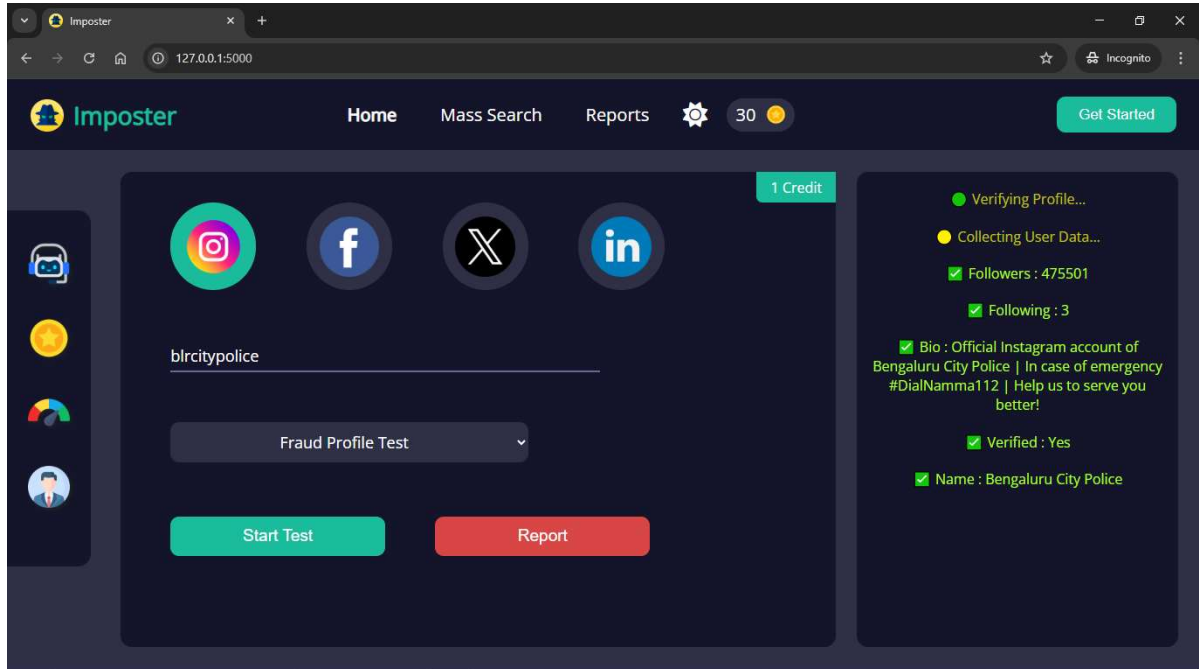 Imposter
127.0.0.1:5000
Incognito
Imposter
Home
Mass Search
Reports
30
Get Started
1 Credit
f
X
in
blrcitypolice
Fraud Profile Test
Start Test
Report
Verifying Profile...
Collecting User Data...
Followers : 475501
Following : 3
Bio : Official Instagram account of
Bengaluru City Police | In case of emergency
#DialNamma112 | Help us to serve you
better!
Verified : Yes
Name : Bengaluru City Police